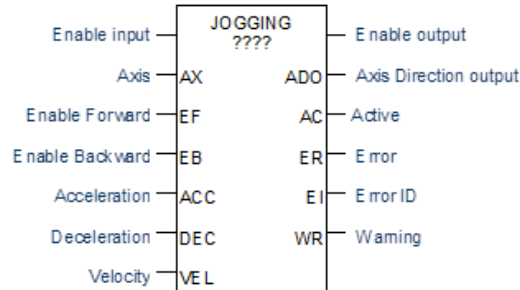 JOGGING
????
Enable input Enable output
Axis AX ADO Axis Direction output
Enable Forward EF AC Active
Enable Backward EB ER Error
Acceleration ACC EI Error ID
Deceleration DEC WR Warning
Velocity VEL